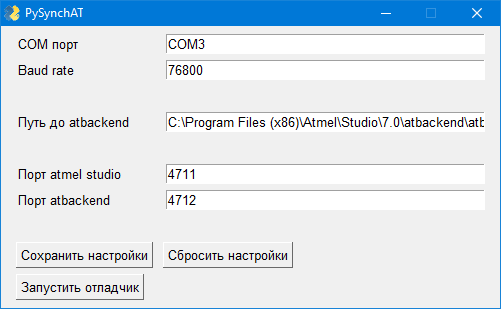 PySynchAT
COM порт COM3
Baud rate 76800
Путь до atbackend C:\Program Files (x86)\Atmel\Studio\7.0\atbackend\atb
Порт atmel studio 4711
Порт atbackend 4712
Сохранить настройки Сбросить настройки
Запустить отладчик